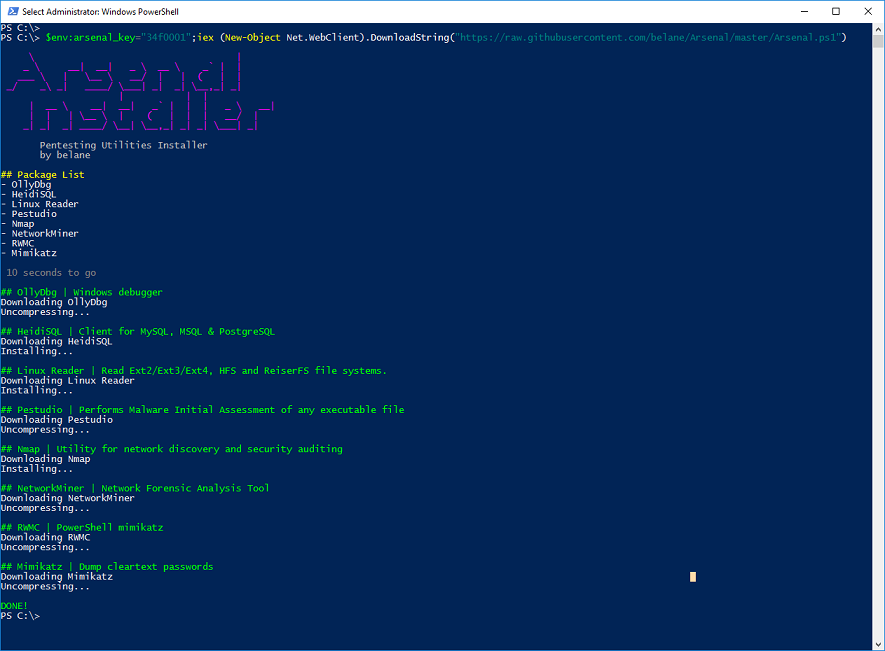 Select Administrator: Windows PowerShell
PS C:\>
PS C:\> $env:arsenal_key="34f0001";iex (New-Object Net.WebClient).DownloadString("https://raw.githubusercontent.com/belane/Arsenal/master/Arsenal.ps1")
Arsenal
Installer
Pentesting Utilities Installer
by belane
## Package List
- OllyDbg
- HeidiSQL
- Linux Reader
- Pestudio
- Nmap
- NetworkMiner
- RWMC
- Mimikatz
10 seconds to go
## OllyDbg | Windows debugger
Downloading OllyDbg
Uncompressing...
## HeidiSQL | Client for MySQL, MSQL & PostgreSQL
Downloading HeidiSQL
Installing...
## Linux Reader | Read Ext2/Ext3/Ext4, HFS and ReiserFS file systems.
Downloading Linux Reader
Installing...
## Pestudio | Performs Malware Initial Assessment of any executable file
Downloading Pestudio
Uncompressing...
## Nmap | Utility for network discovery and security auditing
Downloading Nmap
Installing...
## NetworkMiner | Network Forensic Analysis Tool
Downloading NetworkMiner
Uncompressing...
## RWMC | PowerShell mimikatz
Downloading RWMC
Uncompressing...
## Mimikatz | Dump cleartext passwords
Downloading Mimikatz
Uncompressing...
DONE!
PS C:\>